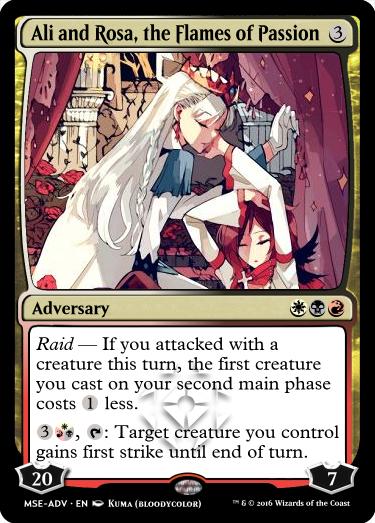 Ali and Rosa, the Flames of Passion 3
Adversary
Raid — If you attacked with a
creature this turn, the first creature
you cast on your second main phase
costs 1 less.
3, : Target creature you control
gains first strike until end of turn.
20
7
MSE-ADV • EN Kuma (bloodycolor)
™ & © 2016 Wizards of the Coast